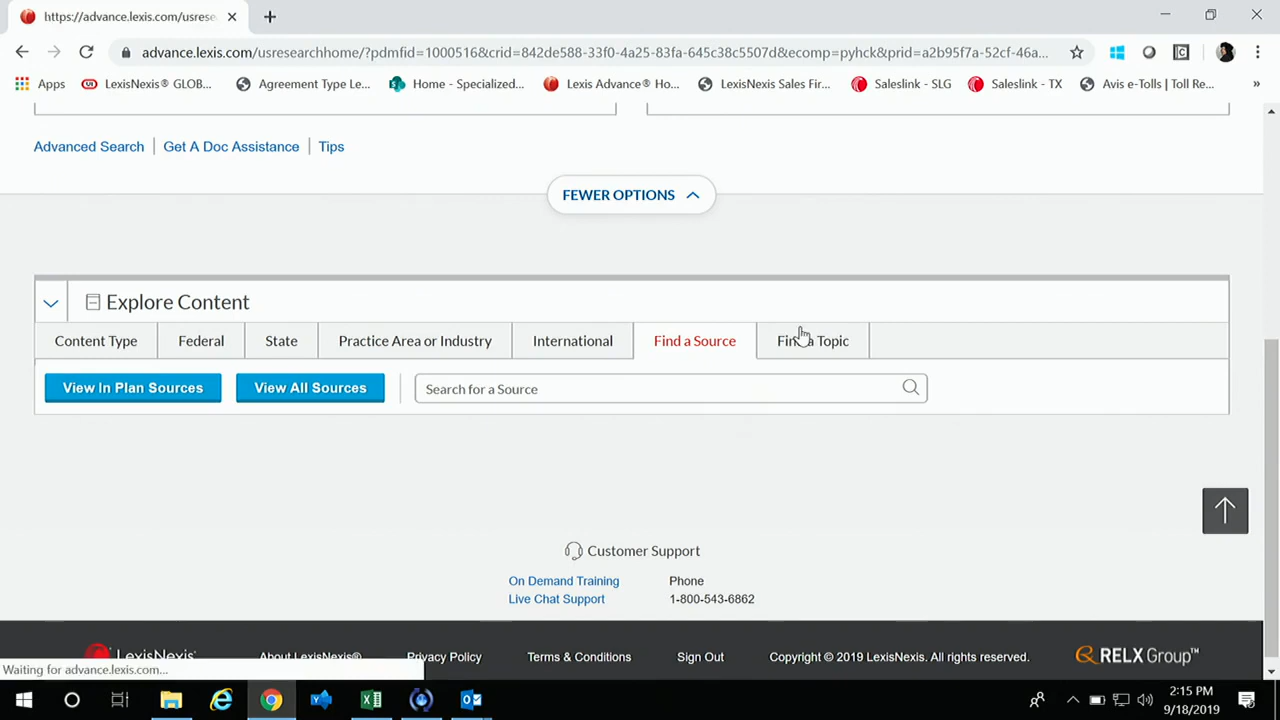 https://advance.lexis.com/usrese
advance.lexis.com/usresearchhome/?pdmfid=1000516&crid=842de588-33f0-4a25-83fa-645c38c5507d&ecomp=pyhck&prid=a2b95f7a-52cf-46a...
Apps LexisNexis® GLOB... Agreement Type Le... Home - Specialized... Lexis Advance® Ho... LexisNexis Sales Fir... Saleslink - SLG Saleslink - TX Avis e-Tolls | Toll Re... »
Advanced Search | Get A Doc Assistance | Tips
FEWER OPTIONS
Explore Content
Content Type Federal State Practice Area or Industry International Find a Source Find a Topic
View In Plan Sources View All Sources Search for a Source
Customer Support
On Demand Training Phone
Live Chat Support 1-800-543-6862
LexisNexis® About LexisNexis® Privacy Policy Terms & Conditions Sign Out Copyright © 2019 LexisNexis. All rights reserved. RELX Group™
Waiting for advance.lexis.com...
2:15 PM
9/18/2019